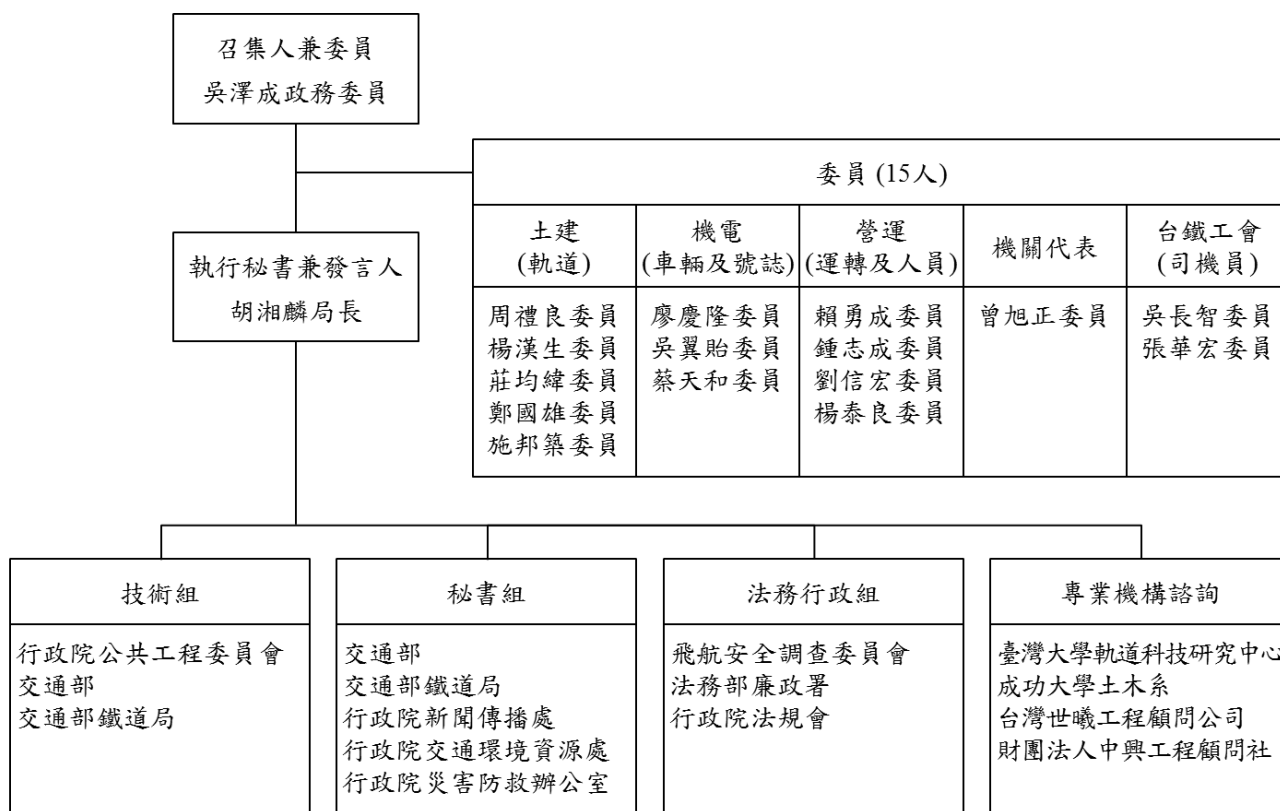 召集人兼委員
吳澤成政務委員
委員 (15人)
土建
(軌道)
機電
(車輛及號誌)
營運
(運轉及人員)
機關代表
台鐵工會
(司機員)
執行秘書兼發言人
胡湘麟局長
周禮良委員
楊漢生委員
莊均緯委員
鄭國雄委員
施邦築委員
廖慶隆委員
吳翼貽委員
蔡天和委員
賴勇成委員
鍾志成委員
劉信宏委員
楊泰良委員
曾旭正委員
吳長智委員
張華宏委員
技術組
行政院公共工程委員會
交通部
交通部鐵道局
秘書組
交通部
交通部鐵道局
行政院新聞傳播處
行政院交通環境資源處
行政院災害防救辦公室
法務行政組
飛航安全調查委員會
法務部廉政署
行政院法規會
專業機構諮詢
臺灣大學軌道科技研究中心
成功大學土木系
台灣世曦工程顧問公司
財團法人中興工程顧問社